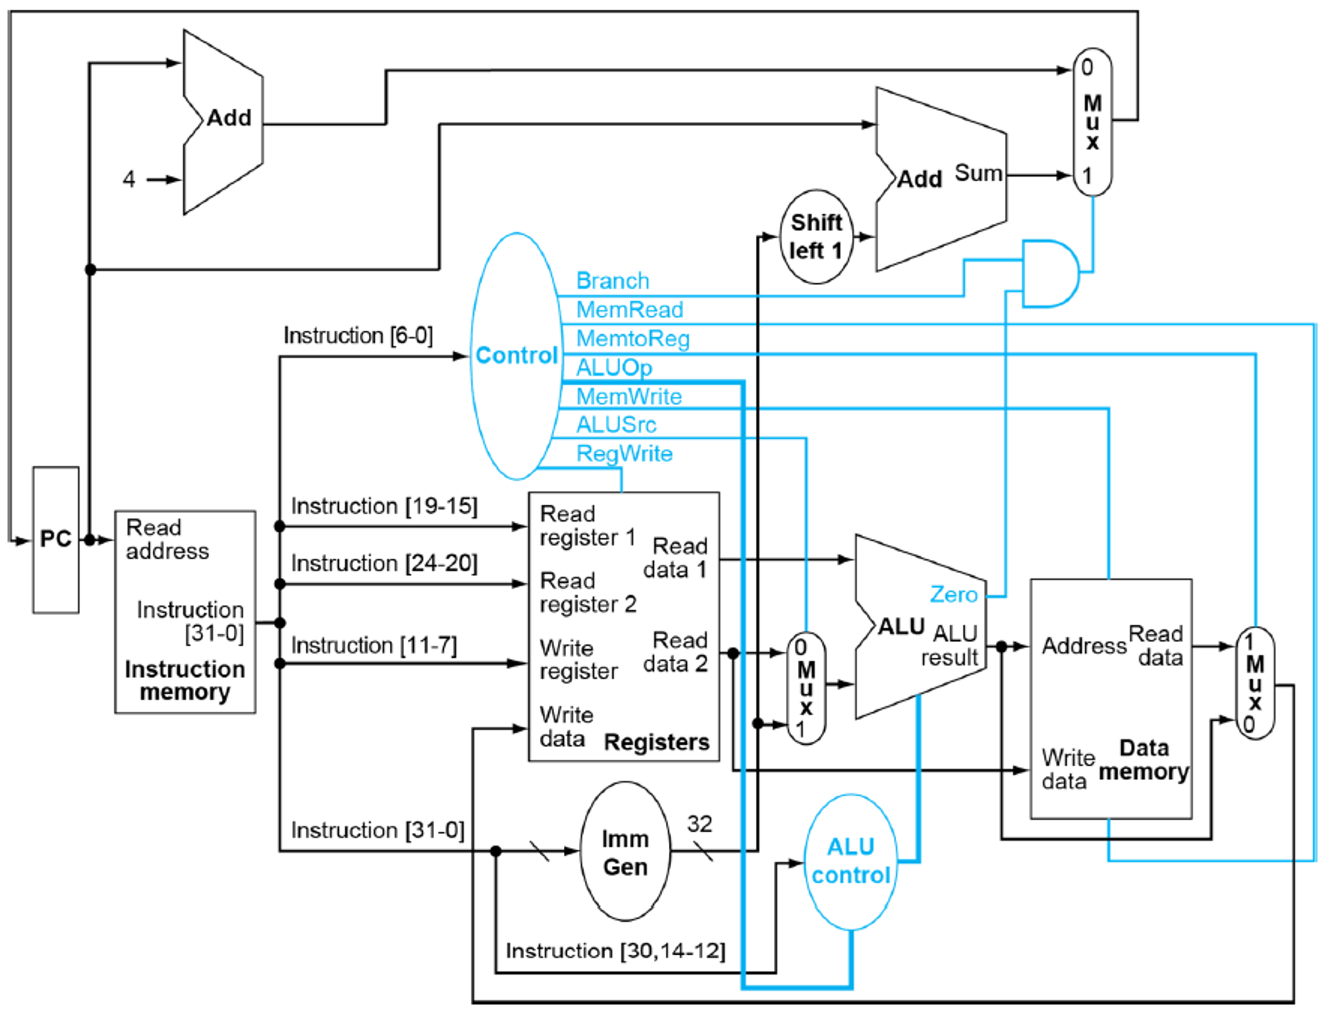 0
Mux
1
Add
4
Add Sum
Shift
left 1
Branch
MemRead
MemtoReg
ALUOp
MemWrite
ALUSrc
RegWrite
Control
Instruction [6-0]
Instruction [19-15]
Instruction [24-20]
Instruction [11-7]
Instruction [31-0]
PC
Read
address
Instruction
[31-0]
Instruction
memory
Read
register 1
Read
register 2
Write
register
Write
data
Read
data 1
Read
data 2
Registers
0
Mux
1
Zero
ALU
ALU
result
Address
Read
data
Write
data
Data
memory
1
Mux
0
Imm
Gen
32
ALU
control
Instruction [30,14-12]